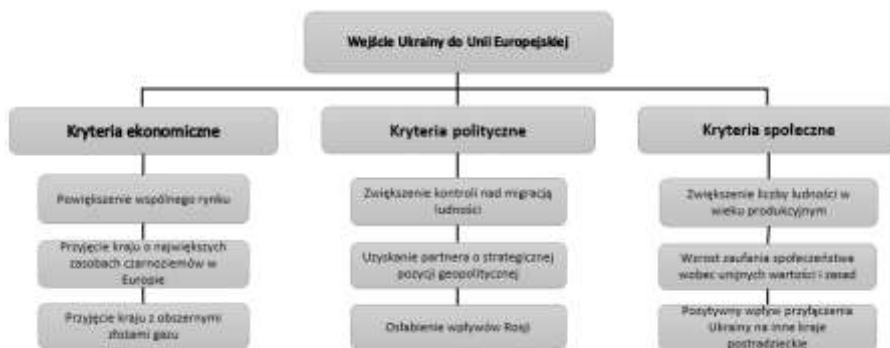 Wejście Ukrainy do Unii Europejskiej
Kryteria ekonomiczne
Kryteria polityczne
Kryteria społeczne
Powiększenie wspólnego rynku
Przyjęcie kraju o największych
zasobach czarnoziemów w
Europie
Przyjęcie kraju z obszernymi
złożami gazu
Zwiększenie kontroli nad migracją
ludności
Uzyskanie partnera o strategicznej
pozycji geopolitycznej
Osłabienie wpływów Rosji
Zwiększenie liczby ludności w
wieku produkcyjnym
Wzrost zaufania społeczeństwa
wobec unijnych wartości i zasad
Pozytywny wpływ przyłączenia
Ukrainy na inne kraje
postradzieckie